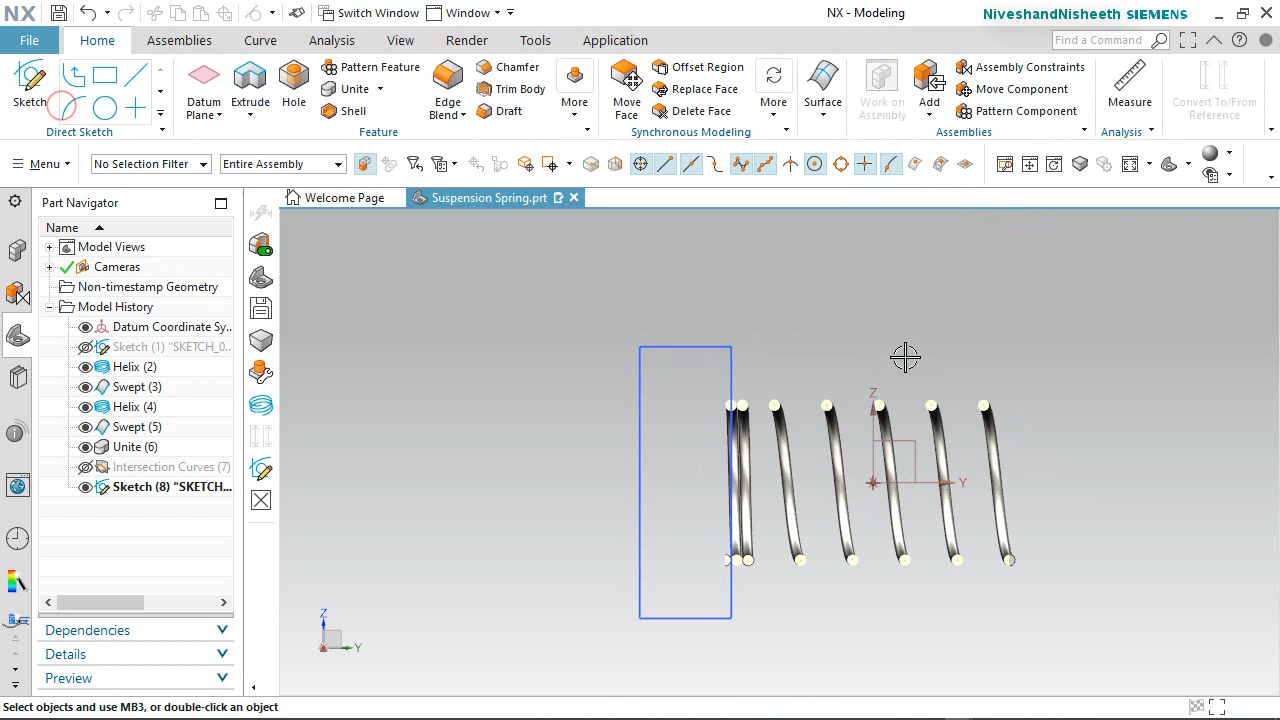 NX
Switch Window
Window
NX - Modeling
NiveshandNisheeth SIEMENS
File
Home
Assemblies
Curve
Analysis
View
Render
Tools
Application
Find a Command
Sketch
Direct Sketch
Datum Plane
Extrude
Hole
Pattern Feature
Unite
Shell
Edge Blend
Chamfer
Trim Body
Draft
More
Feature
Move Face
Offset Region
Replace Face
Delete Face
More
Synchronous Modeling
Surface
Work on Assembly
Add
Assembly Constraints
Move Component
Pattern Component
Assemblies
Measure
Analysis
Convert To/From Reference
Menu
No Selection Filter
Entire Assembly
Part Navigator
Welcome Page
Suspension Spring.prt
Name
Model Views
Cameras
Non-timestamp Geometry
Model History
Datum Coordinate Sy..
Sketch (1) "SKETCH_0..
Helix (2)
Swept (3)
Helix (4)
Swept (5)
Unite (6)
Intersection Curves (7)
Sketch (8) "SKETCH...
Z
Y
Z
Y
Dependencies
Details
Preview
Select objects and use MB3, or double-click an object